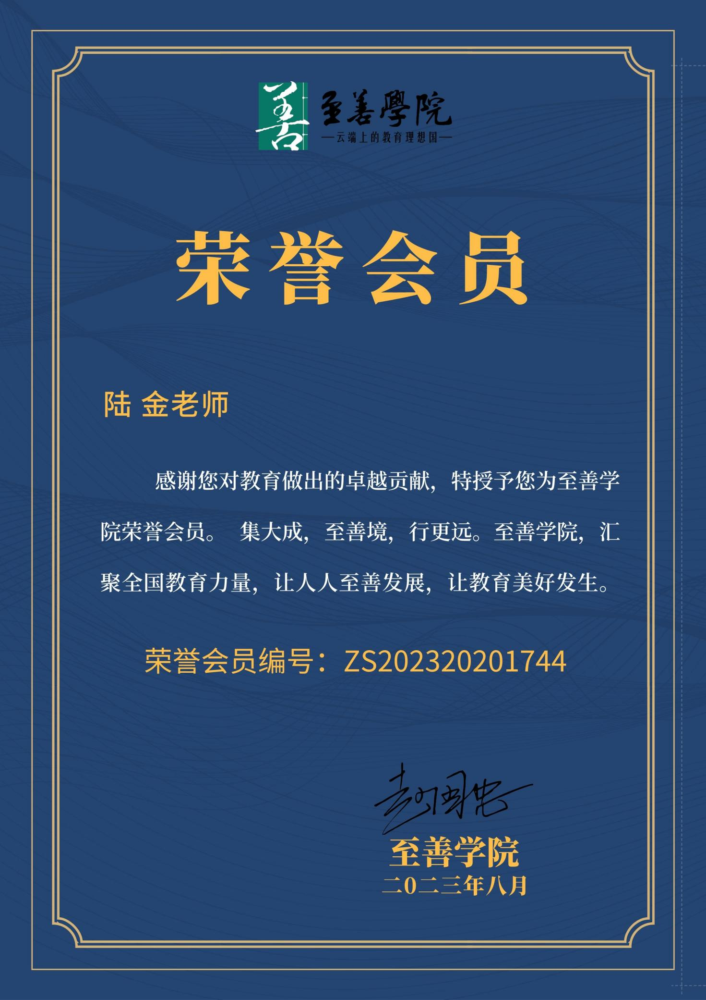 善
至善學院
—云端上的教育理想国—
荣誉会员
陆 金老师
感谢您对教育做出的卓越贡献，特授予您为至善学
院荣誉会员。 集大成，至善境，行更远。至善学院，汇
聚全国教育力量，让人人至善发展，让教育美好发生。
荣誉会员编号：ZS202320201744
至善学院
二0二三年八月